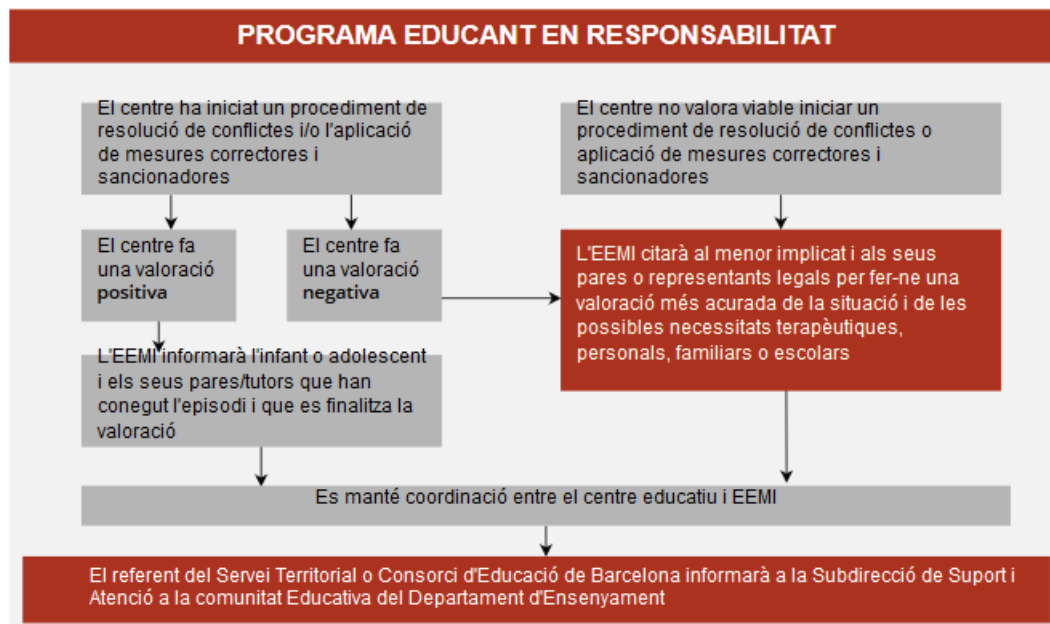 PROGRAMA EDUCANT EN RESPONSABILITAT
El centre ha iniciat un procediment de
resolució de conflictes i/o l'aplicació
de mesures correctores i
sancionadores
El centre no valora viable iniciar un
procediment de resolució de conflictes o
aplicació de mesures correctores i
sancionadores
El centre fa
una valoració
positiva
El centre fa
una valoració
negativa
L'EEMI citarà al menor implicat i als seus
pares o representants legals per fer-ne una
valoració més acurada de la situació i de les
possibles necessitats terapèutiques,
personals, familiars o escolars
L'EEMI informarà l'infant o adolescent
i els seus pares/tutors que han
conegut l'episodi i que es finalitza la
valoració
Es manté coordinació entre el centre educatiu i EEMI
El referent del Servei Territorial o Consorci d'Educació de Barcelona informarà a la Subdirecció de Suport i
Atenció a la comunitat Educativa del Departament d'Ensenyament